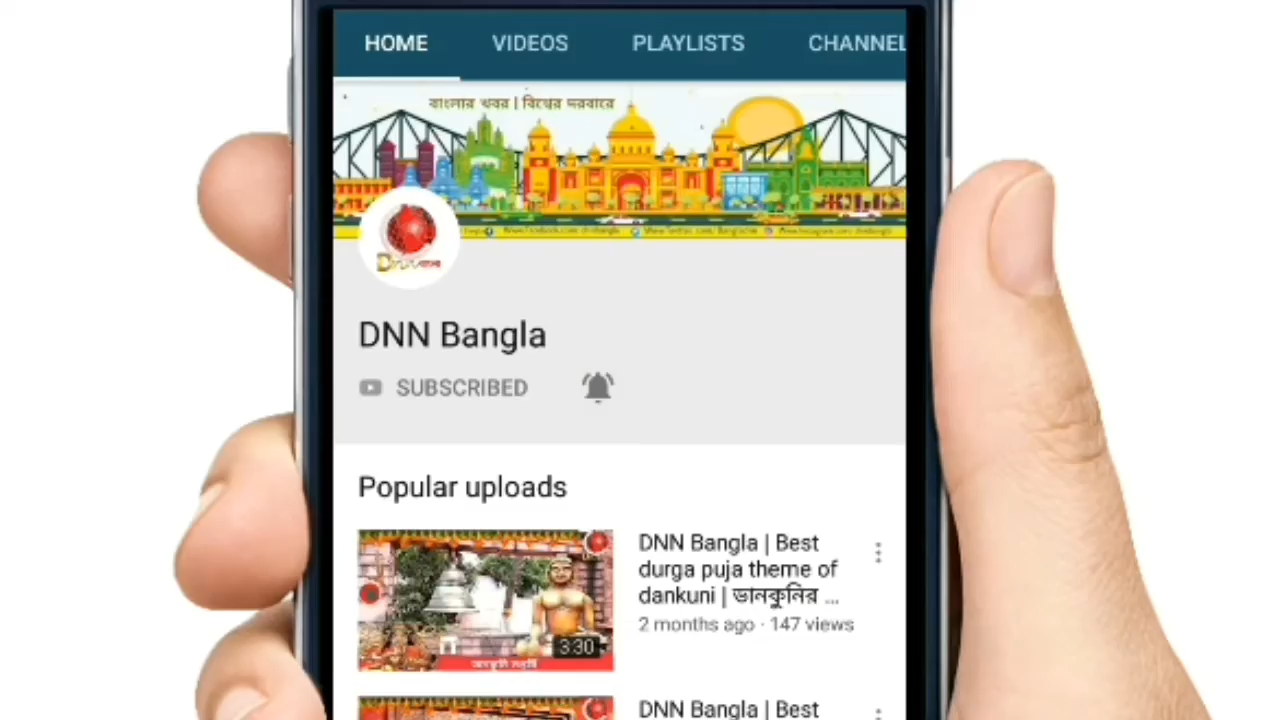 HOME VIDEOS PLAYLISTS CHANNEL
বাংলার খবর | বিশ্বের দরবারে
DNN Bangla
SUBSCRIBED
Popular uploads
DNN Bangla | Best
durga puja theme of
dankuni | ডানকুনির ...
2 months ago · 147 views
3:30
DNN Bangla | Best